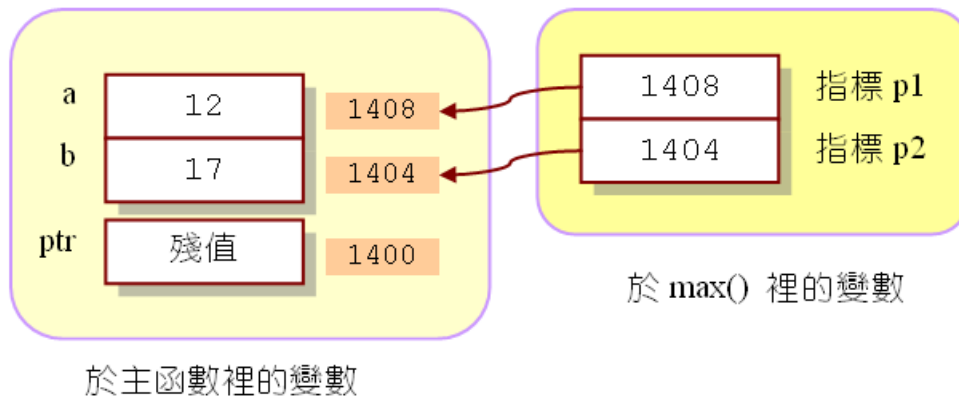 a 12 1408
b 17 1404
ptr 殘值 1400
於主函數裡的變數
1408 指標 p1
1404 指標 p2
於 max() 裡的變數